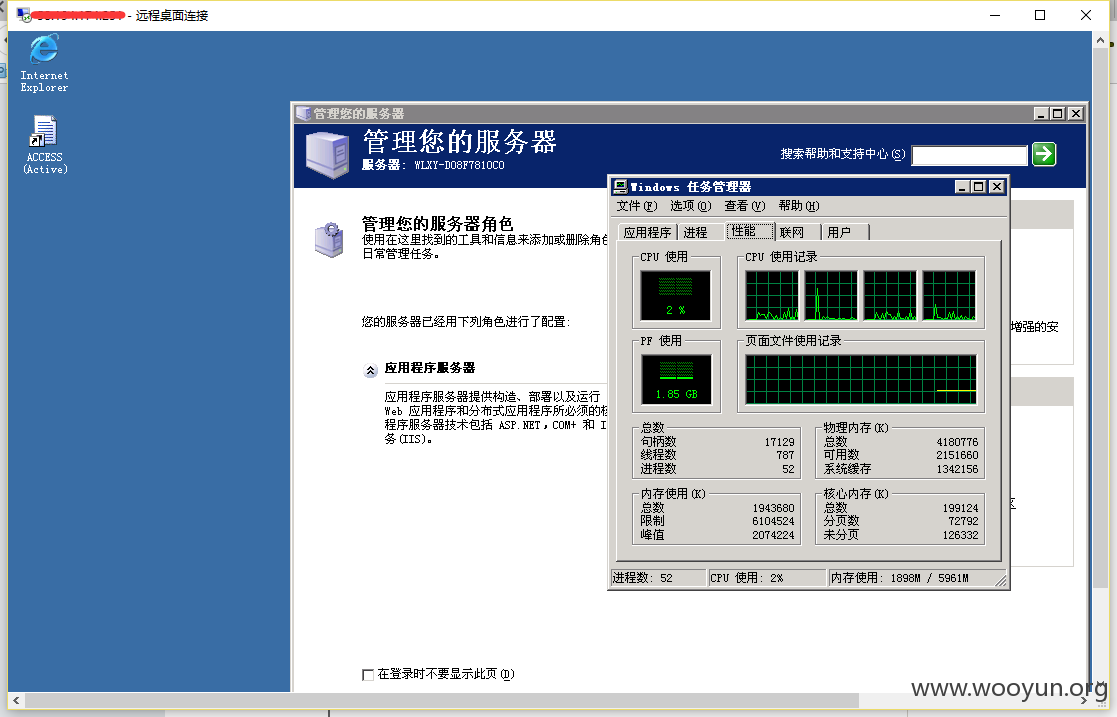 - 远程桌面连接
Internet
Explorer
ACCESS
(Active)
管理您的服务器
管理您的服务器
服务器: WLXY-D08F7810C0
搜索帮助和支持中心(S)
管理您的服务器角色
使用在这里找到的工具和信息来添加或删除角色
日常管理任务。
您的服务器已经用下列角色进行了配置:
应用程序服务器
应用程序服务器提供构造、部署以及运行
Web 应用程序和分布式应用程序所必须的核
程序服务器技术包括 ASP.NET，COM+ 和 I
务(IIS)。
增强的安
区
在登录时不要显示此页(D)
Windows 任务管理器
文件(F) 选项(O) 查看(V) 帮助(H)
应用程序 进程 性能 联网 用户
CPU 使用
2 %
CPU 使用记录
PF 使用
1.85 GB
页面文件使用记录
总数
句柄数 17129
线程数 787
进程数 52
物理内存(K)
总数 4180776
可用数 2151660
系统缓存 1342156
内存使用(K)
总数 1943680
限制 6104524
峰值 2074224
核心内存(K)
总数 199124
分页数 72792
未分页 126332
进程数: 52 CPU 使用: 2% 内存使用: 1898M / 5961M
www.wooyun.org